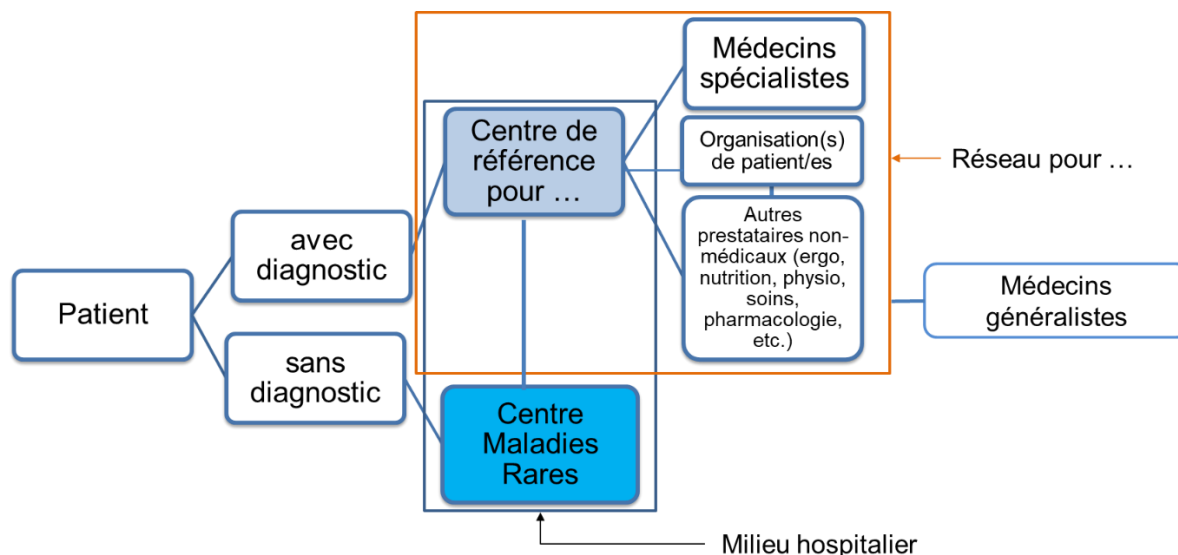 Patient
avec
diagnostic
sans
diagnostic
Centre de
référence
pour …
Centre
Maladies
Rares
Médecins
spécialistes
Organisation(s)
de patient/es
Autres
prestataires non-
médicaux (ergo,
nutrition, physio,
soins,
pharmacologie,
etc.)
Réseau pour …
Médecins
généralistes
Milieu hospitalier